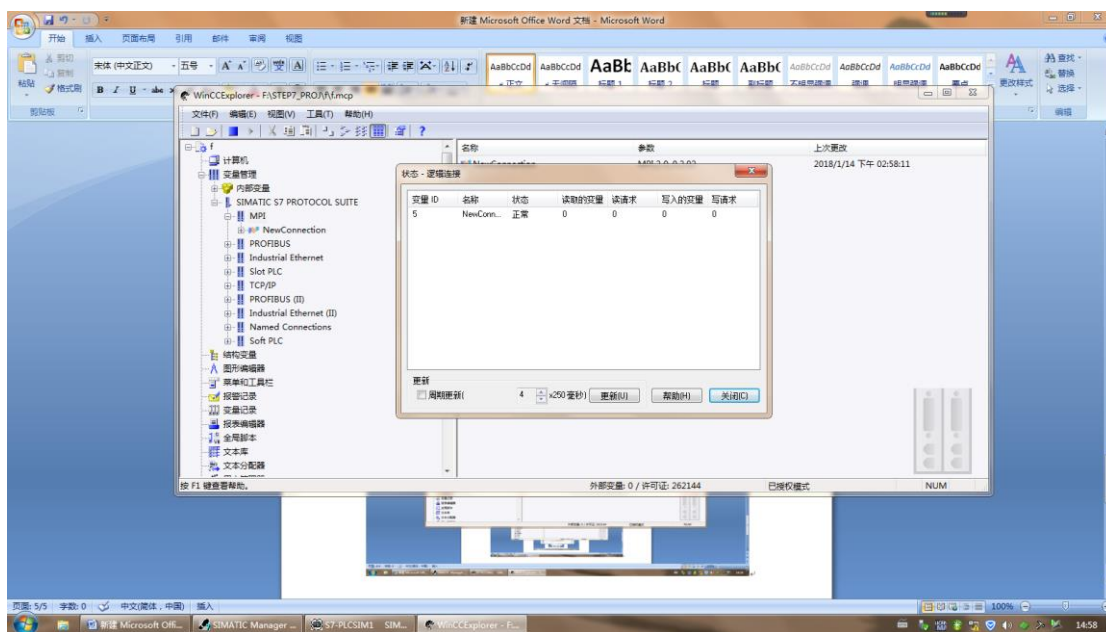 新建 Microsoft Office Word 文档 - Microsoft Word
开始 插入 页面布局 引用 邮件 审阅 视图
剪切
复制
格式刷
粘贴
宋体 (中文正文) 五号
AaBbCcDd AaBbCcDd AaBb AaBb( AaBb( AaBb( AaBbCcDd AaBbCcDd AaBbCcDd AaBbCcDd
更改样式
查找
替换
选择
剪贴板
编辑
WinCCExplorer - F:\STEP7_PROJ\f\f.mcp
文件(F) 编辑(E) 视图(V) 工具(T) 帮助(H)
f
计算机
变量管理
内部变量
SIMATIC S7 PROTOCOL SUITE
MPI
NewConnection
PROFIBUS
Industrial Ethernet
Slot PLC
TCP/IP
PROFIBUS (II)
Industrial Ethernet (II)
Named Connections
Soft PLC
结构变量
图形编辑器
菜单和工具栏
报警记录
变量记录
报表编辑器
全局脚本
文本库
文本分配器
名称 参数 上次更改
2018/1/14 下午 02:58:11
状态 - 逻辑连接
变量 ID 名称 状态 读取的变量 读请求 写入的变量 写请求
5 NewConn... 正常 0 0 0 0
更新
周期更新( 4 x250 毫秒) 更新(U) 帮助(H) 关闭(C)
按 F1 键查看帮助。 外部变量: 0 / 许可证: 262144 已授权模式 NUM
页面: 5/5 字数: 0 中文(简体，中国) 插入 100%
新建 Microsoft Offi... SIMATIC Manager ... S7-PLCSIM1 SIM... WinCCExplorer - F:... 14:58